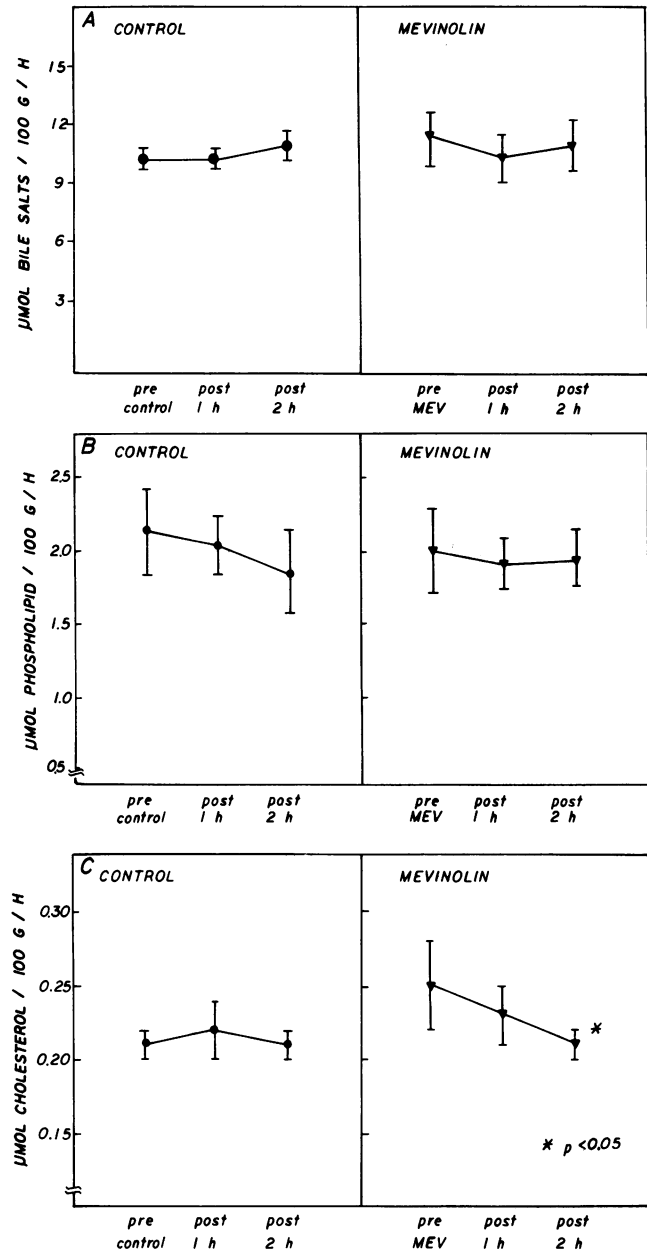 A
CONTROL
MEVINOLIN
µMOL BILE SALTS / 100 G / H
15
12
9
6
3
pre control
post 1 h
post 2 h
pre MEV
post 1 h
post 2 h
B
CONTROL
MEVINOLIN
µMOL PHOSPHOLIPID / 100 G / H
2.5
2.0
1.5
1.0
0.5
pre control
post 1 h
post 2 h
pre MEV
post 1 h
post 2 h
C
CONTROL
MEVINOLIN
µMOL CHOLESTEROL / 100 G / H
0.30
0.25
0.20
0.15
*
* p <0.05
pre control
post 1 h
post 2 h
pre MEV
post 1 h
post 2 h